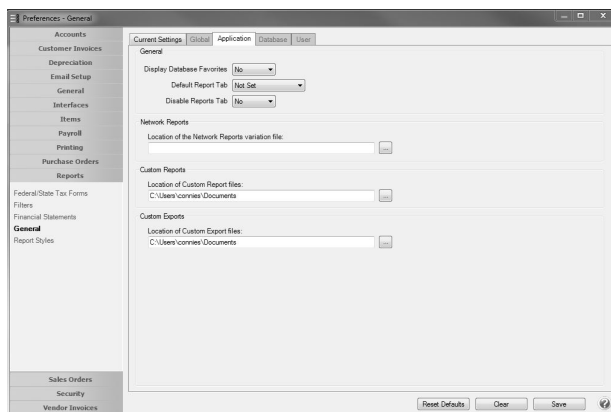 Preferences - General
Accounts
Customer Invoices
Depreciation
Email Setup
General
Interfaces
Items
Payroll
Printing
Purchase Orders
Reports
Federal/State Tax Forms
Filters
Financial Statements
General
Report Styles
Sales Orders
Security
Vendor Invoices
Current Settings Global Application Database User
General
Display Database Favorites No
Default Report Tab Not Set
Disable Reports Tab No
Network Reports
Location of the Network Reports variation file:
...
Custom Reports
Location of Custom Report files:
C:\Users\connies\Documents ...
Custom Exports
Location of Custom Export files:
C:\Users\connies\Documents ...
Reset Defaults Clear Save ?